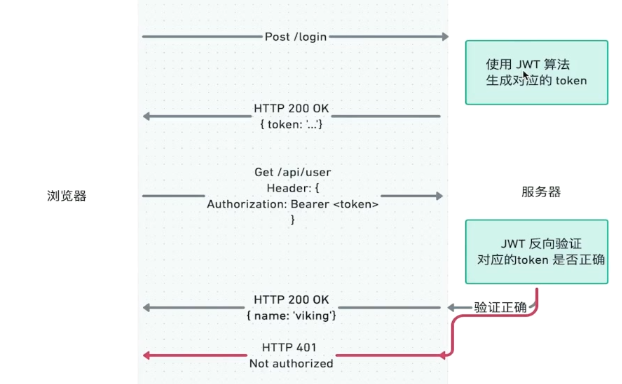 Post /login
使用 JWT 算法
生成对应的 token
HTTP 200 OK
{ token: '...'}
Get /api/user
Header: {
Authorization: Bearer <token>
}
浏览器
服务器
JWT 反向验证
对应的token 是否正确
HTTP 200 OK
{ name: 'viking'}
验证正确
HTTP 401
Not authorized